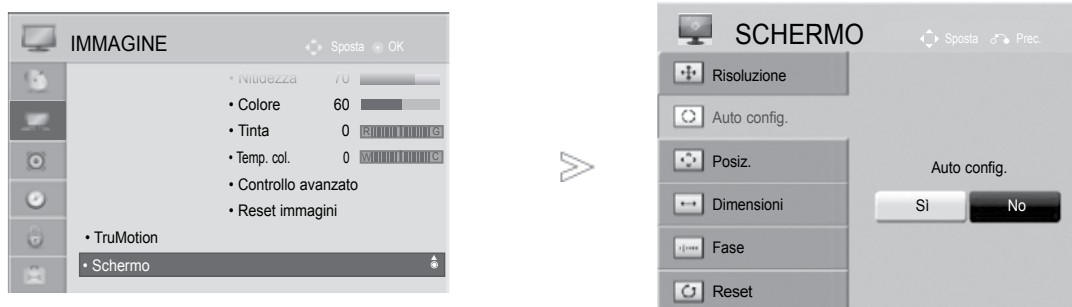 IMMAGINE
Sposta OK
• Nitidezza 70
• Colore 60
• Tinta 0 R G
• Temp. col. 0 W C
• Controllo avanzato
• Reset immagini
• TruMotion
• Schermo
SCHERMO
Sposta Prec.
Risoluzione
Auto config.
Posiz.
Dimensioni
Fase
Reset
Auto config.
Sì No